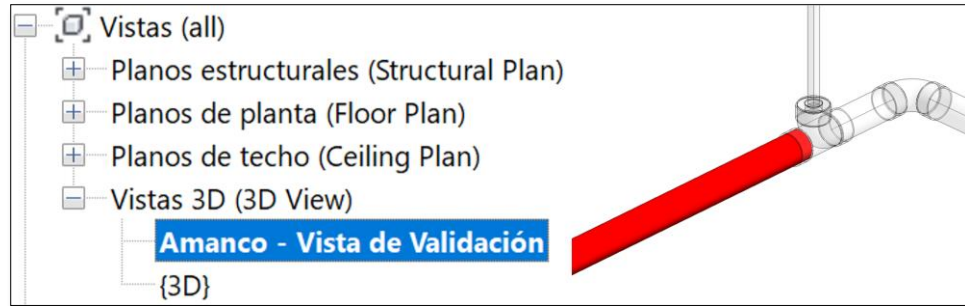 Vistas (all)
Planos estructurales (Structural Plan)
Planos de planta (Floor Plan)
Planos de techo (Ceiling Plan)
Vistas 3D (3D View)
Amanco - Vista de Validación
{3D}